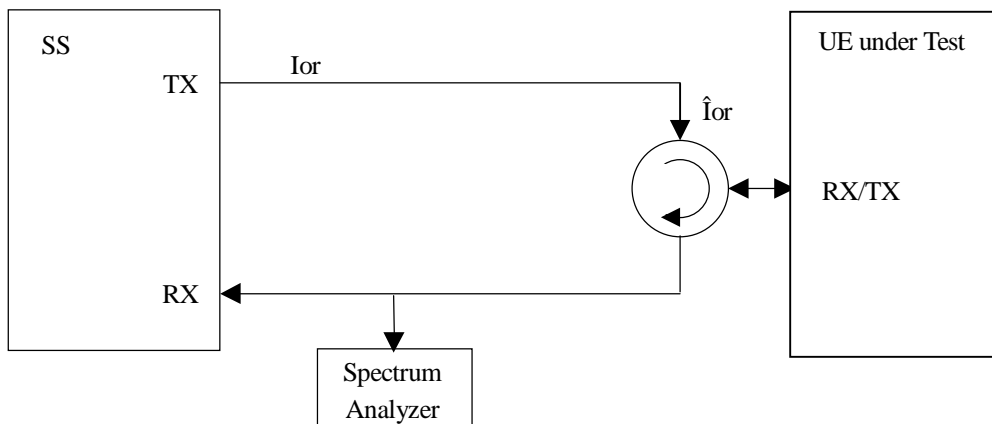 SS
UE under Test
TX
Ior
Îor
RX/TX
RX
Spectrum
Analyzer